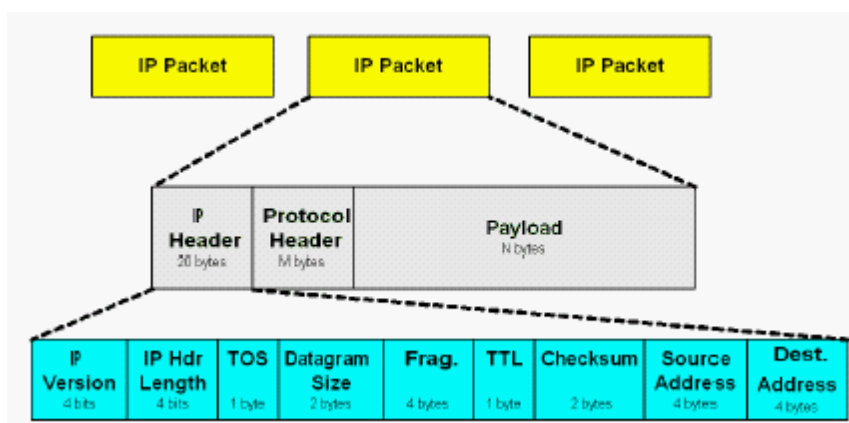 IP Packet
IP Packet
IP Packet
IP
Header
20 bytes
Protocol
Header
M bytes
Payload
N bytes
IP
Version
4 bits
IP Hdr
Length
4 bits
TOS
1 byte
Datagram
Size
2 bytes
Frag.
4 bytes
TTL
1 byte
Checksum
2 bytes
Source
Address
4 bytes
Dest.
Address
4 bytes